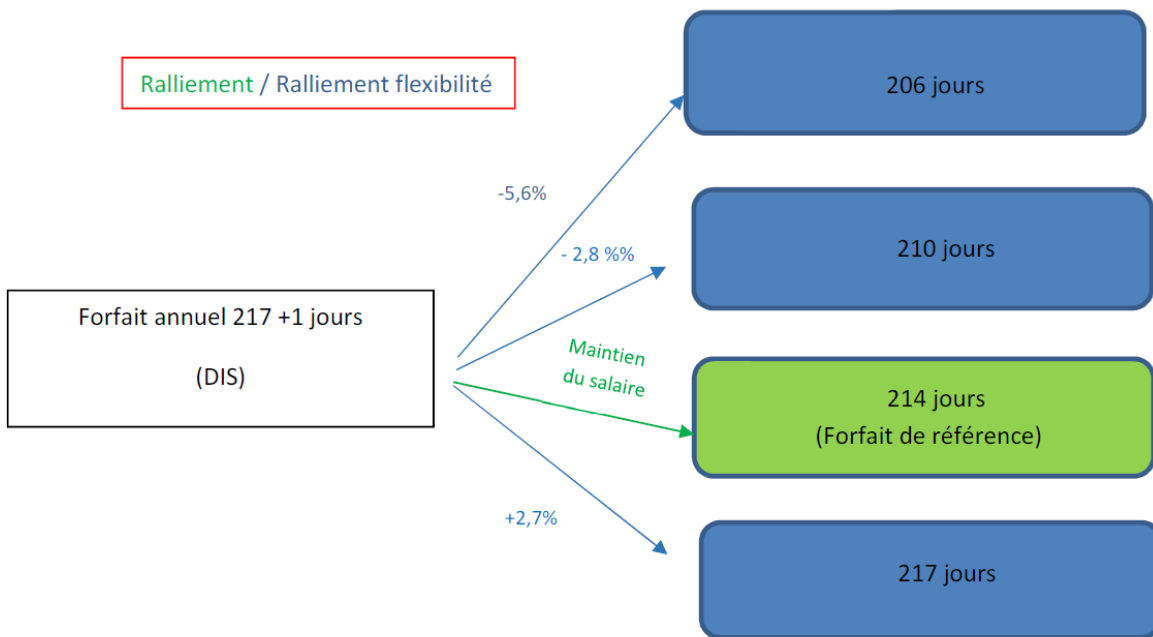 Ralliement / Ralliement flexibilité
206 jours
-5,6%
- 2,8 %%
210 jours
Forfait annuel 217 +1 jours
(DIS)
Maintien
du salaire
214 jours
(Forfait de référence)
+2,7%
217 jours